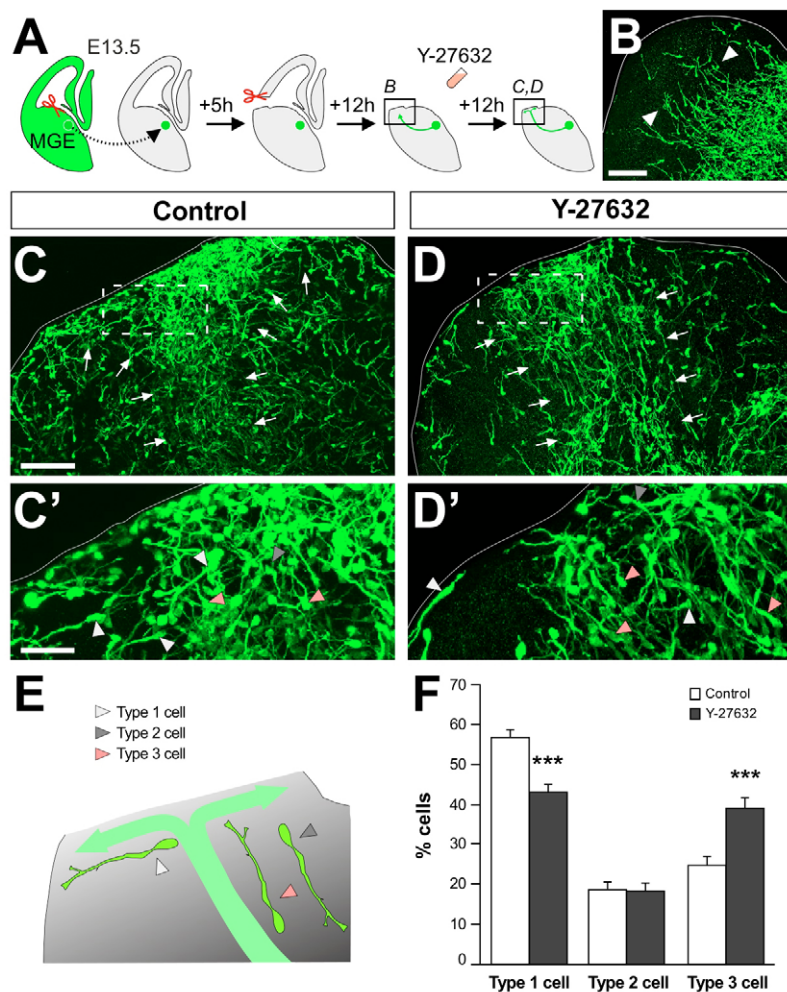 A
E13.5
MGE
+5h
+12h
B
Y-27632
+12h
C,D
B
Control
Y-27632
C
D
C’
D’
E
Type 1 cell
Type 2 cell
Type 3 cell
F
Control
Y-27632
% cells
70
60
50
40
30
20
10
0
***
***
Type 1 cell
Type 2 cell
Type 3 cell